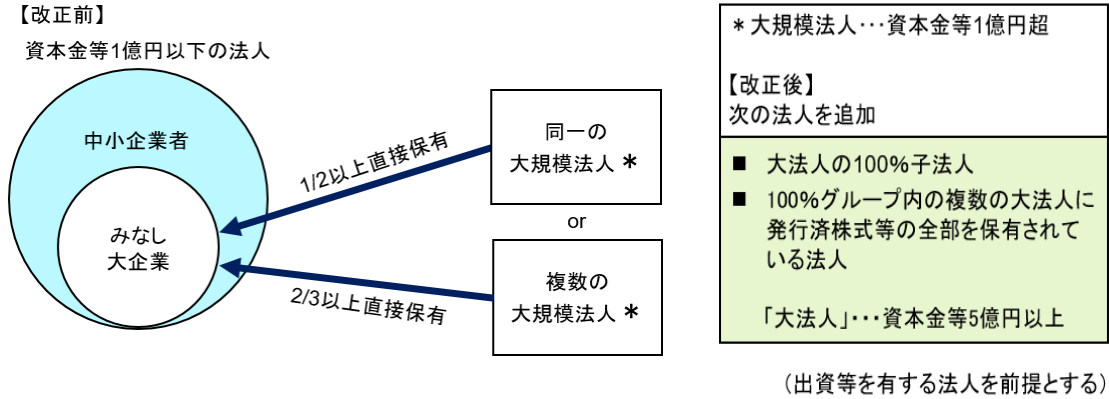 【改正前】
資本金等1億円以下の法人
中小企業者
みなし
大企業
1/2以上直接保有
2/3以上直接保有
同一の
大規模法人＊
or
複数の
大規模法人＊
＊大規模法人･･･資本金等1億円超
【改正後】
次の法人を追加
■ 大法人の100%子法人
■ 100%グループ内の複数の大法人に
発行済株式等の全部を保有されて
いる法人
「大法人」･･･資本金等5億円以上
（出資等を有する法人を前提とする）